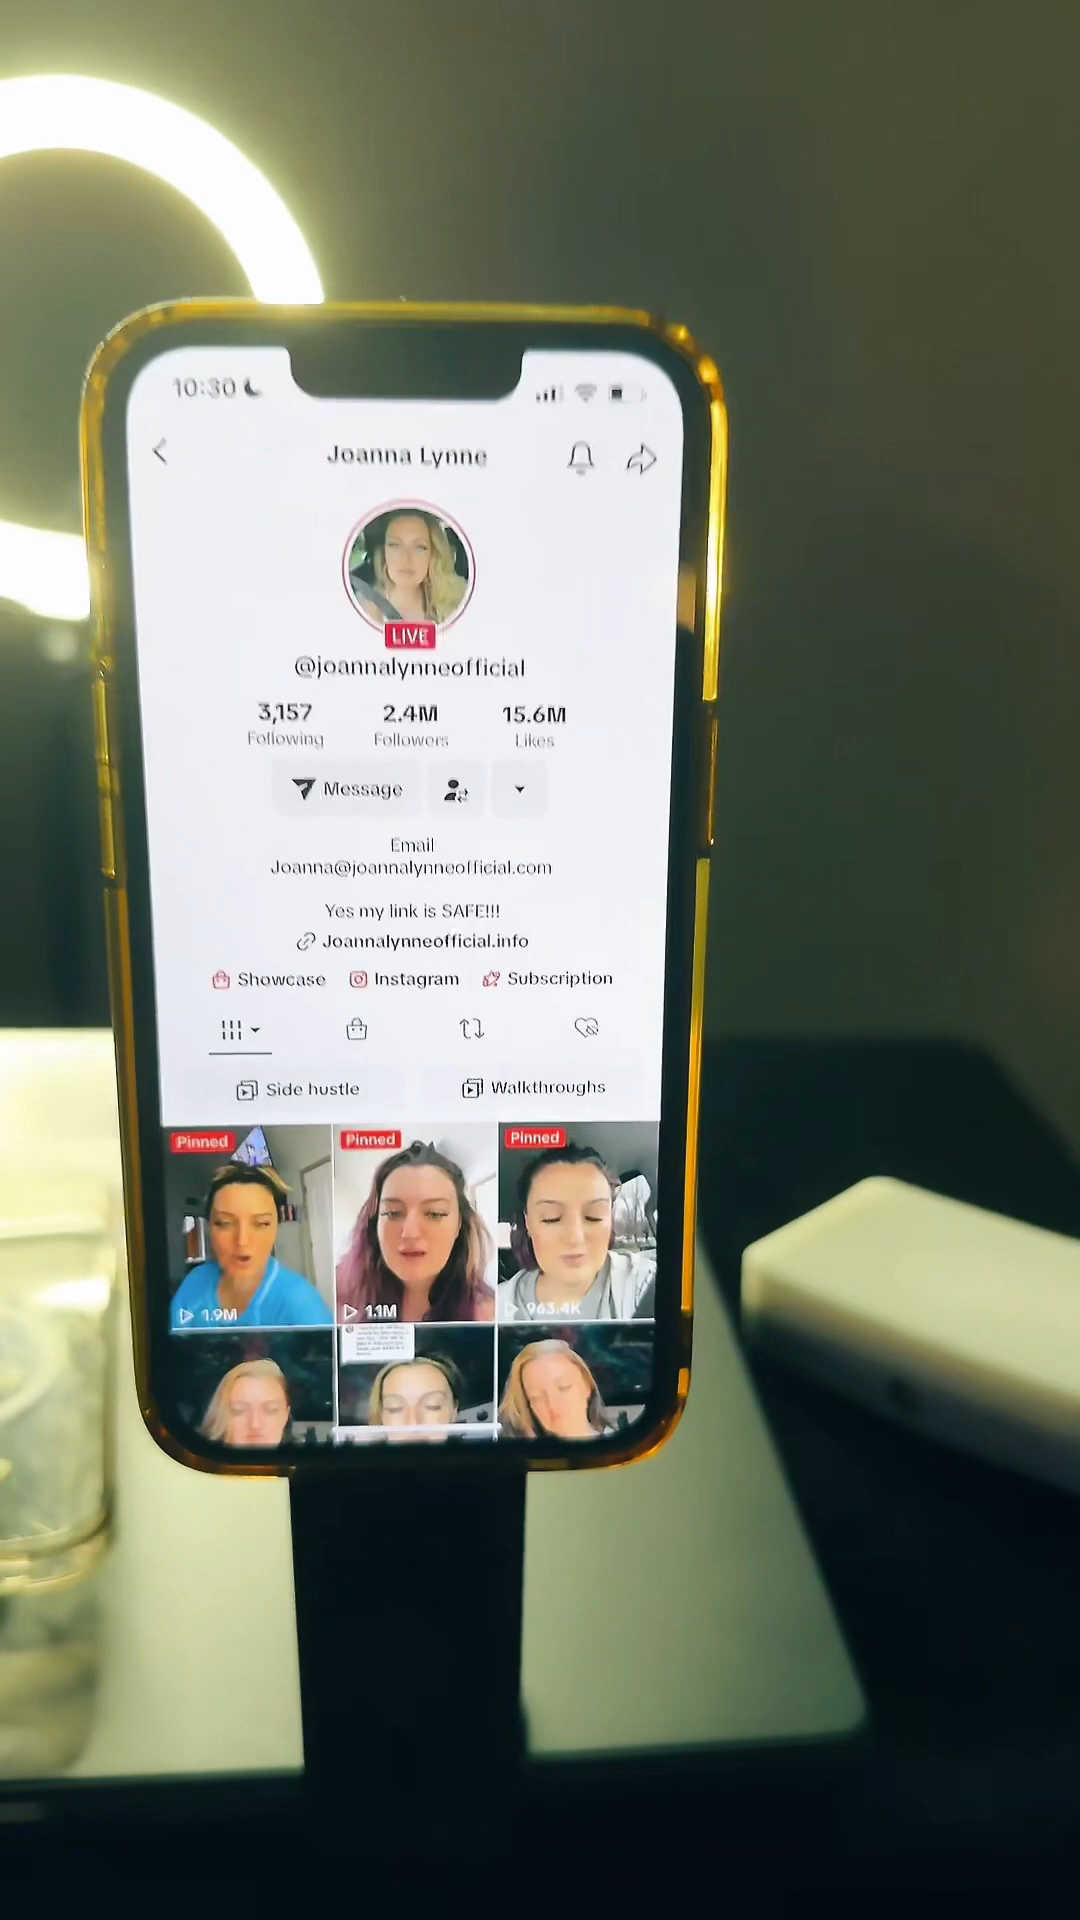 10:30
Joanna Lynne
LIVE
@joannalynneofficial
3,157 2.4M 15.6M
Following Followers Likes
Message
Email
Joanna@joannalynneofficial.com
Yes my link is SAFE!!!
Joannalynneofficial.info
Showcase Instagram Subscription
Side hustle Walkthroughs
Pinned Pinned Pinned
1.9M 1.1M 963.4K